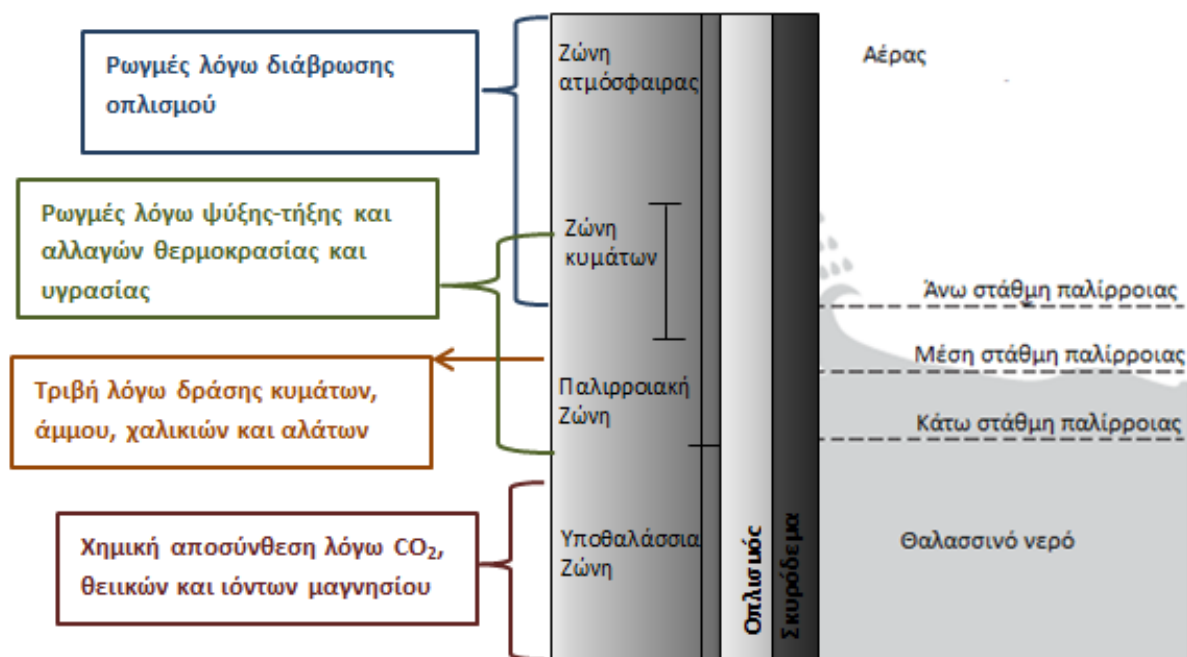 Ρωγμές λόγω διάβρωσης
οπλισμού
Ρωγμές λόγω ψύξης-τήξης και
αλλαγών θερμοκρασίας και
υγρασίας
Τριβή λόγω δράσης κυμάτων,
άμμου, χαλικιών και αλάτων
Χημική αποσύνθεση λόγω CO₂,
θειικών και ιόντων μαγνησίου
Ζώνη
ατμόσφαιρας
Ζώνη
κυμάτων
Παλιρροιακή
Ζώνη
Υποθαλάσσια
Ζώνη
Οπλισμός
Σκυρόδεμα
Αέρας
Άνω στάθμη παλίρροιας
Μέση στάθμη παλίρροιας
Κάτω στάθμη παλίρροιας
Θαλασσινό νερό